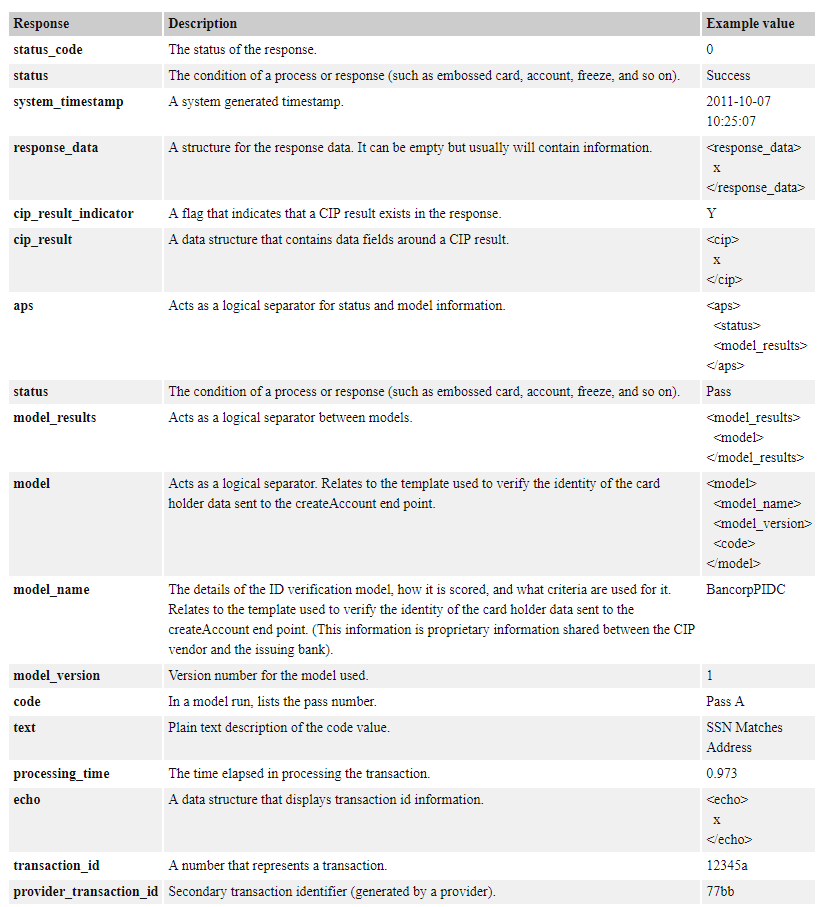 Response Description Example value
status_code The status of the response. 0
status The condition of a process or response (such as embossed card, account, freeze, and so on). Success
system_timestamp A system generated timestamp. 2011-10-07
10:25:07
response_data A structure for the response data. It can be empty but usually will contain information. <response_data>
x
</response_data>
cip_result_indicator A flag that indicates that a CIP result exists in the response. Y
cip_result A data structure that contains data fields around a CIP result. <cip>
x
</cip>
aps Acts as a logical separator for status and model information. <aps>
<status>
<model_results>
</aps>
status The condition of a process or response (such as embossed card, account, freeze, and so on). Pass
model_results Acts as a logical separator between models. <model_results>
<model>
</model_results>
model Acts as a logical separator. Relates to the template used to verify the identity of the card <model>
holder data sent to the createAccount end point. <model_name>
<model_version>
<code>
</model>
model_name The details of the ID verification model, how it is scored, and what criteria are used for it. BancorpPIDC
Relates to the template used to verify the identity of the card holder data sent to the
createAccount end point. (This information is proprietary information shared between the CIP
vendor and the issuing bank).
model_version Version number for the model used. 1
code In a model run, lists the pass number. Pass A
text Plain text description of the code value. SSN Matches
Address
processing_time The time elapsed in processing the transaction. 0.973
echo A data structure that displays transaction id information. <echo>
x
</echo>
transaction_id A number that represents a transaction. 12345a
provider_transaction_id Secondary transaction identifier (generated by a provider). 77bb